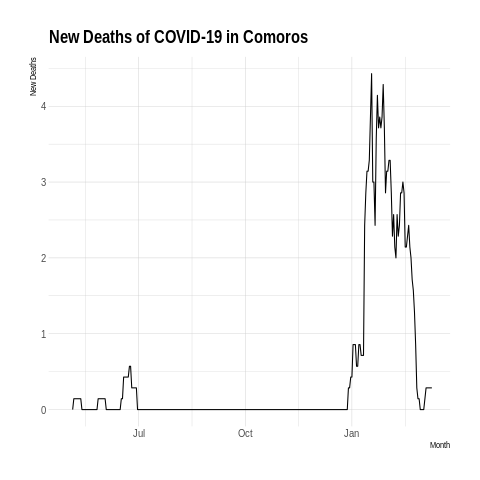 New Deaths of COVID-19 in Comoros
New Deaths
4
3
2
1
0
Jul
Oct
Jan
Month